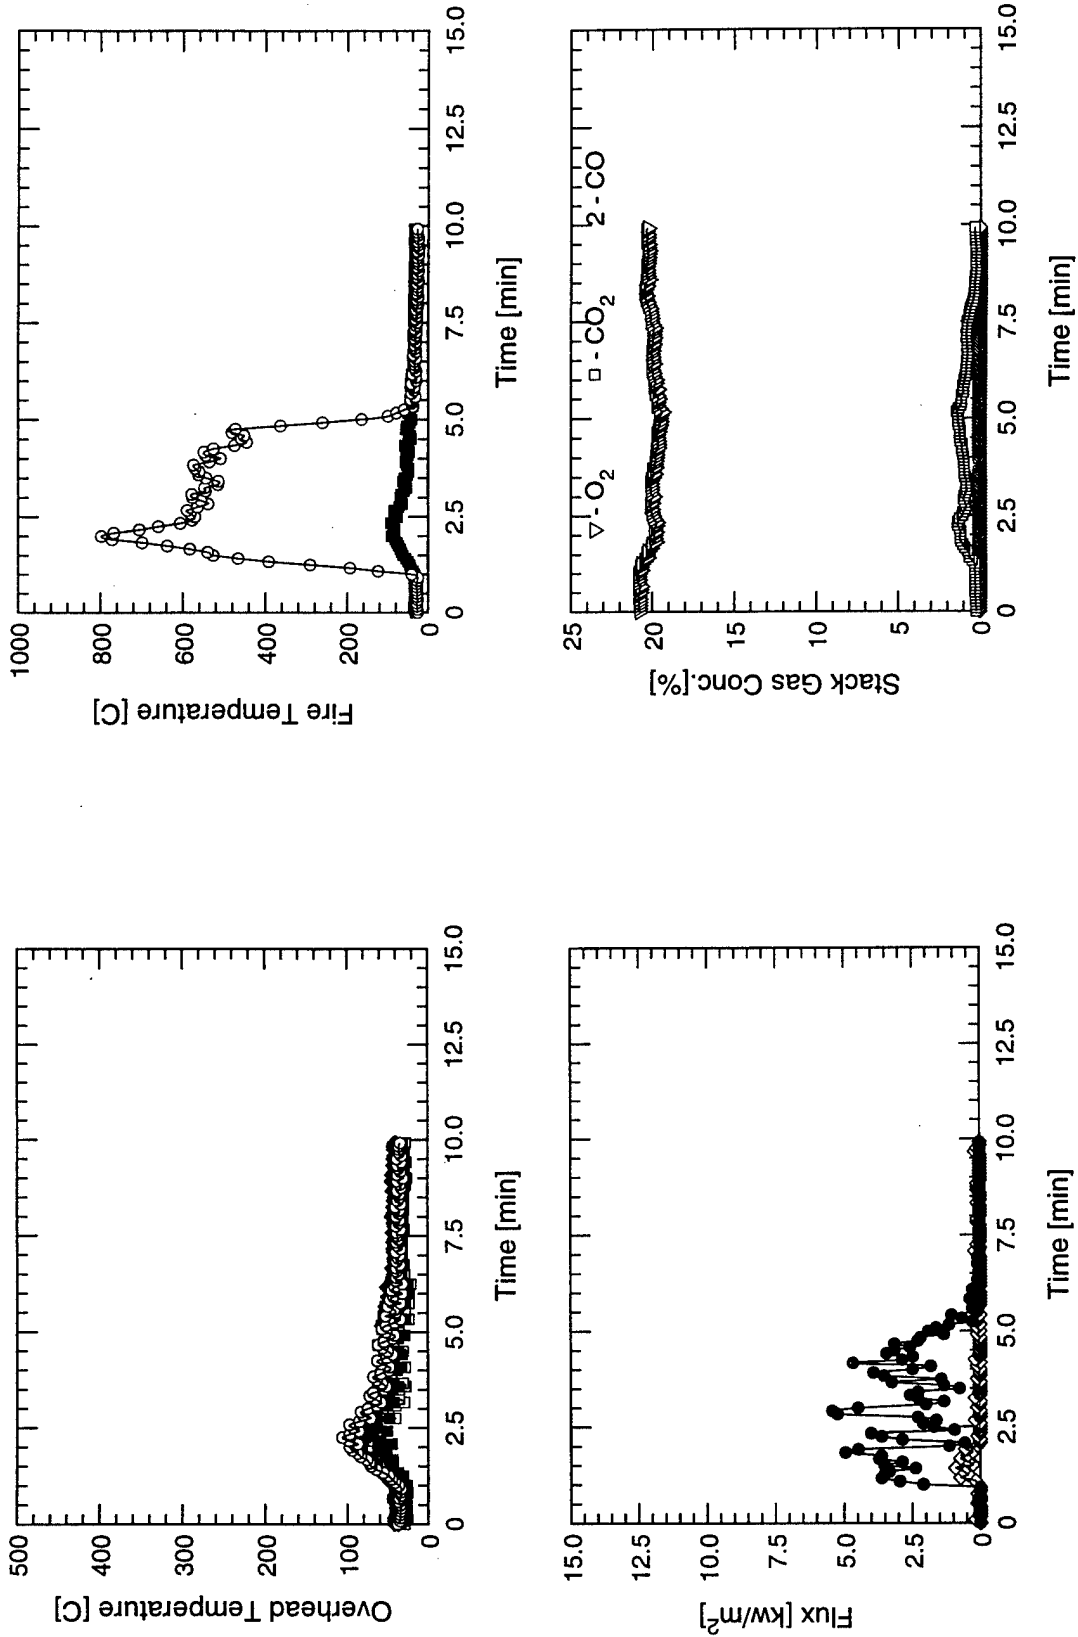 Overhead Temperature [C]
500
400
300
200
100
0
0 2.5 5.0 7.5 10.0 12.5 15.0
Time [min]
Fire Temperature [C]
1000
800
600
400
200
0
0 2.5 5.0 7.5 10.0 12.5 15.0
Time [min]
Flux [kw/m2]
15.0
12.5
10.0
7.5
5.0
2.5
0
0 2.5 5.0 7.5 10.0 12.5 15.0
Time [min]
Stack Gas Conc.[%]
25
20
15
10
5
0
▽- O2 □ - CO2 2 - CO
0 2.5 5.0 7.5 10.0 12.5 15.0
Time [min]